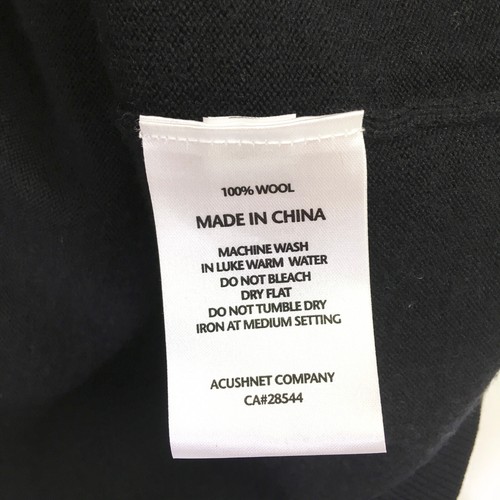 100% WOOL
MADE IN CHINA
MACHINE WASH
IN LUKE WARM WATER
DO NOT BLEACH
DRY FLAT
DO NOT TUMBLE DRY
IRON AT MEDIUM SETTING
ACUSHNET COMPANY
CA#28544